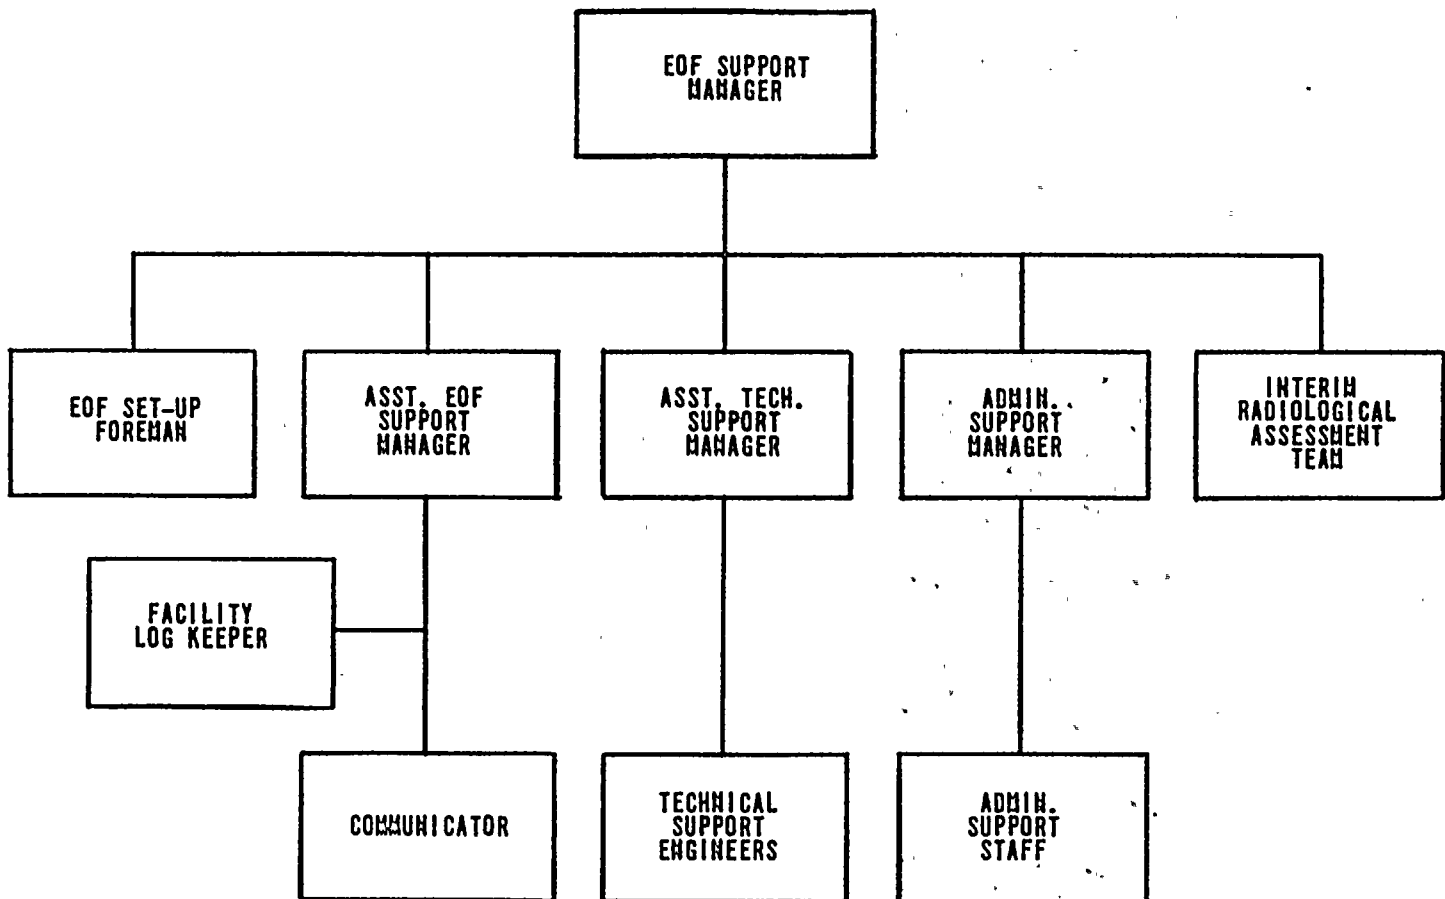 EOF SUPPORT
MANAGER
EOF SET-UP
FOREMAN
ASST. EOF
SUPPORT
MANAGER
ASST. TECH.
SUPPORT
MANAGER
ADMIN.
SUPPORT
MANAGER
INTERIM
RADIOLOGICAL
ASSESSMENT
TEAM
FACILITY
LOG KEEPER
COMMUNICATOR
TECHNICAL
SUPPORT
ENGINEERS
ADMIN.
SUPPORT
STAFF